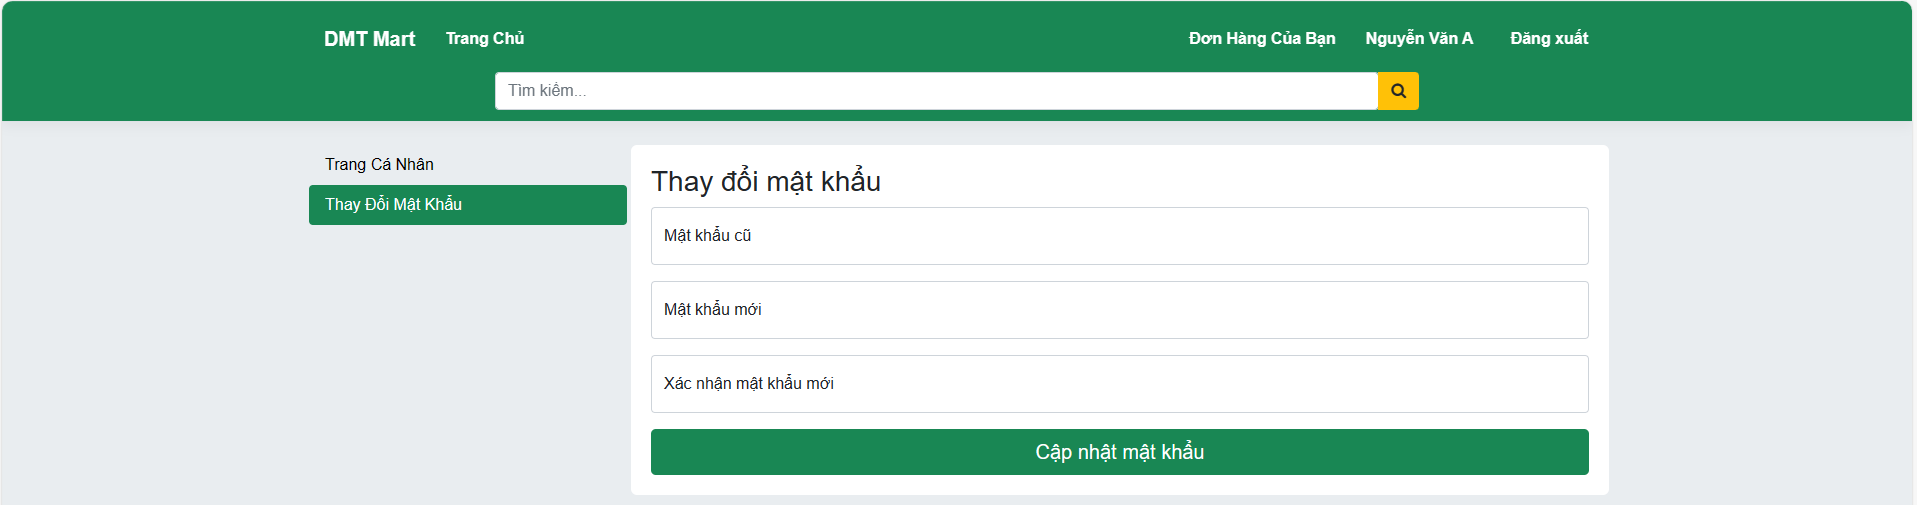 DMT Mart Trang Chủ Đơn Hàng Của Bạn Nguyễn Văn A Đăng xuất
Tìm kiếm...
Trang Cá Nhân
Thay Đổi Mật Khẩu
Thay đổi mật khẩu
Mật khẩu cũ
Mật khẩu mới
Xác nhận mật khẩu mới
Cập nhật mật khẩu